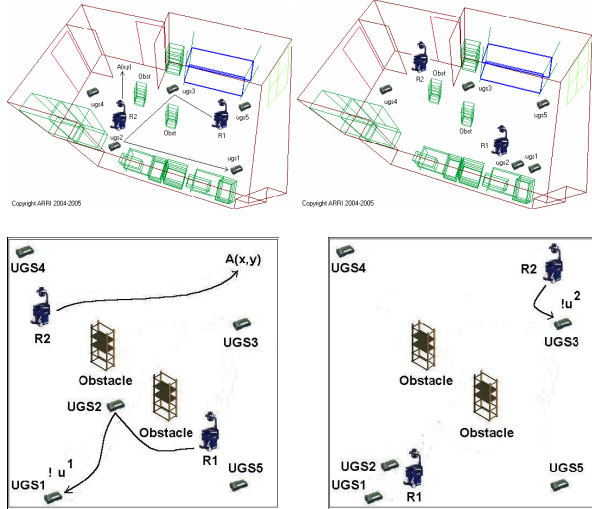 A(x,y)
Obst
ugs3
ugs4
R2
ugs5
Obst
R1
ugs2
ugs1
Copyright ARRI 2004-2005
R2
Obst
ugs3
ugs4
ugs5
Obst
R1
ugs1
ugs2
Copyright ARRI 2004-2005
UGS4
A(x,y)
R2
UGS3
Obstacle
UGS2
Obstacle
R1
! u1
UGS1
UGS5
UGS4
R2
!u2
UGS3
Obstacle
Obstacle
UGS2
UGS1
R1
UGS5